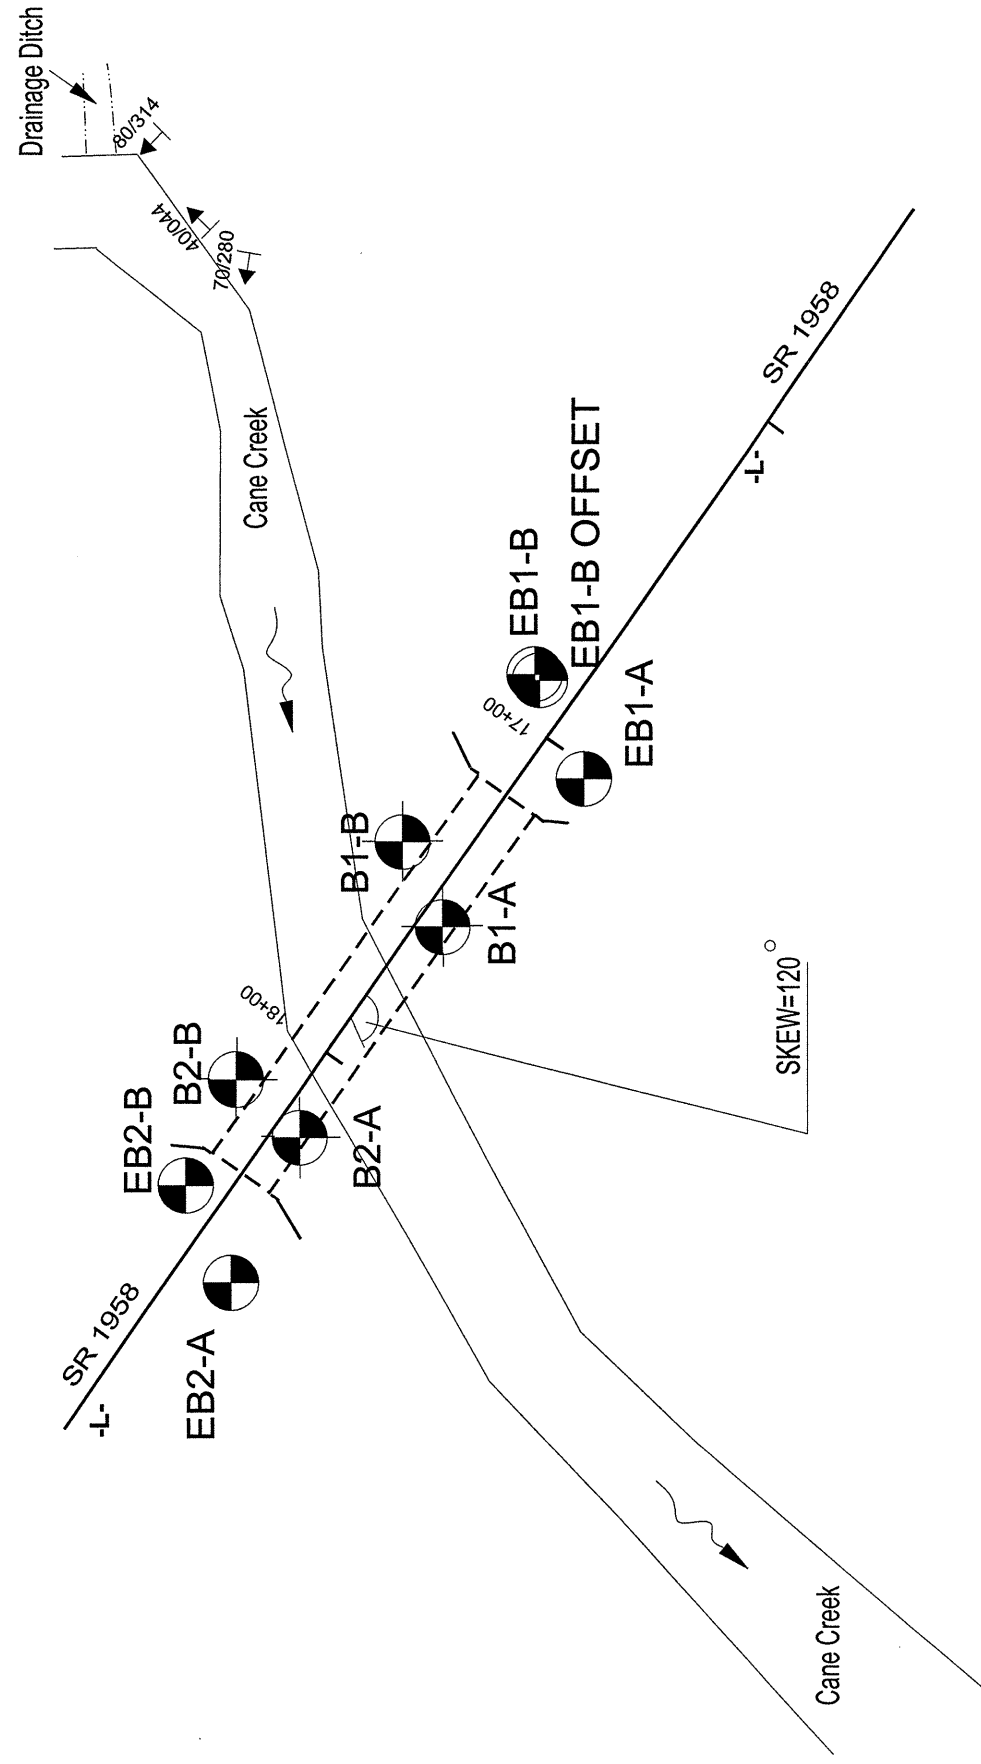 Drainage Ditch
80/314
40/044
70/280
Cane Creek
SR 1958
-L-
EB1-B
EB1-B OFFSET
17+00
EB1-A
B1-B
B1-A
SKEW=120°
18+00
B2-B
EB2-B
B2-A
SR 1958
-L-
EB2-A
Cane Creek